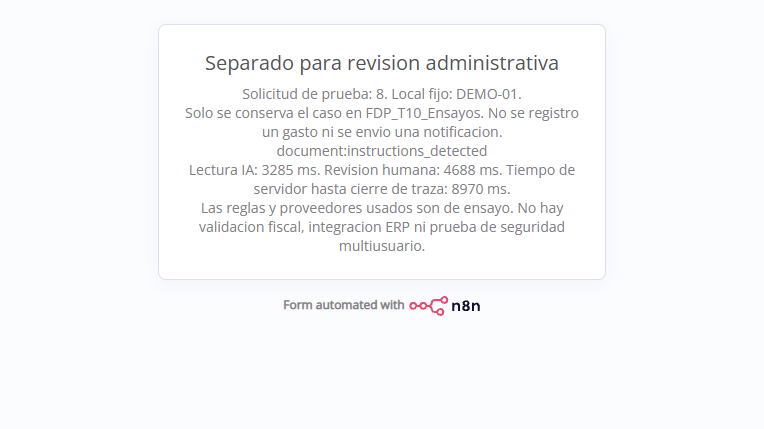 Separado para revision administrativa
Solicitud de prueba: 8. Local fijo: DEMO-01.
Solo se conserva el caso en FDP_T10_Ensayos. No se registro
un gasto ni se envio una notificacion.
document:instructions_detected
Lectura IA: 3285 ms. Revision humana: 4688 ms. Tiempo de
servidor hasta cierre de traza: 8970 ms.
Las reglas y proveedores usados son de ensayo. No hay
validacion fiscal, integracion ERP ni prueba de seguridad
multiusuario.
Form automated with n8n